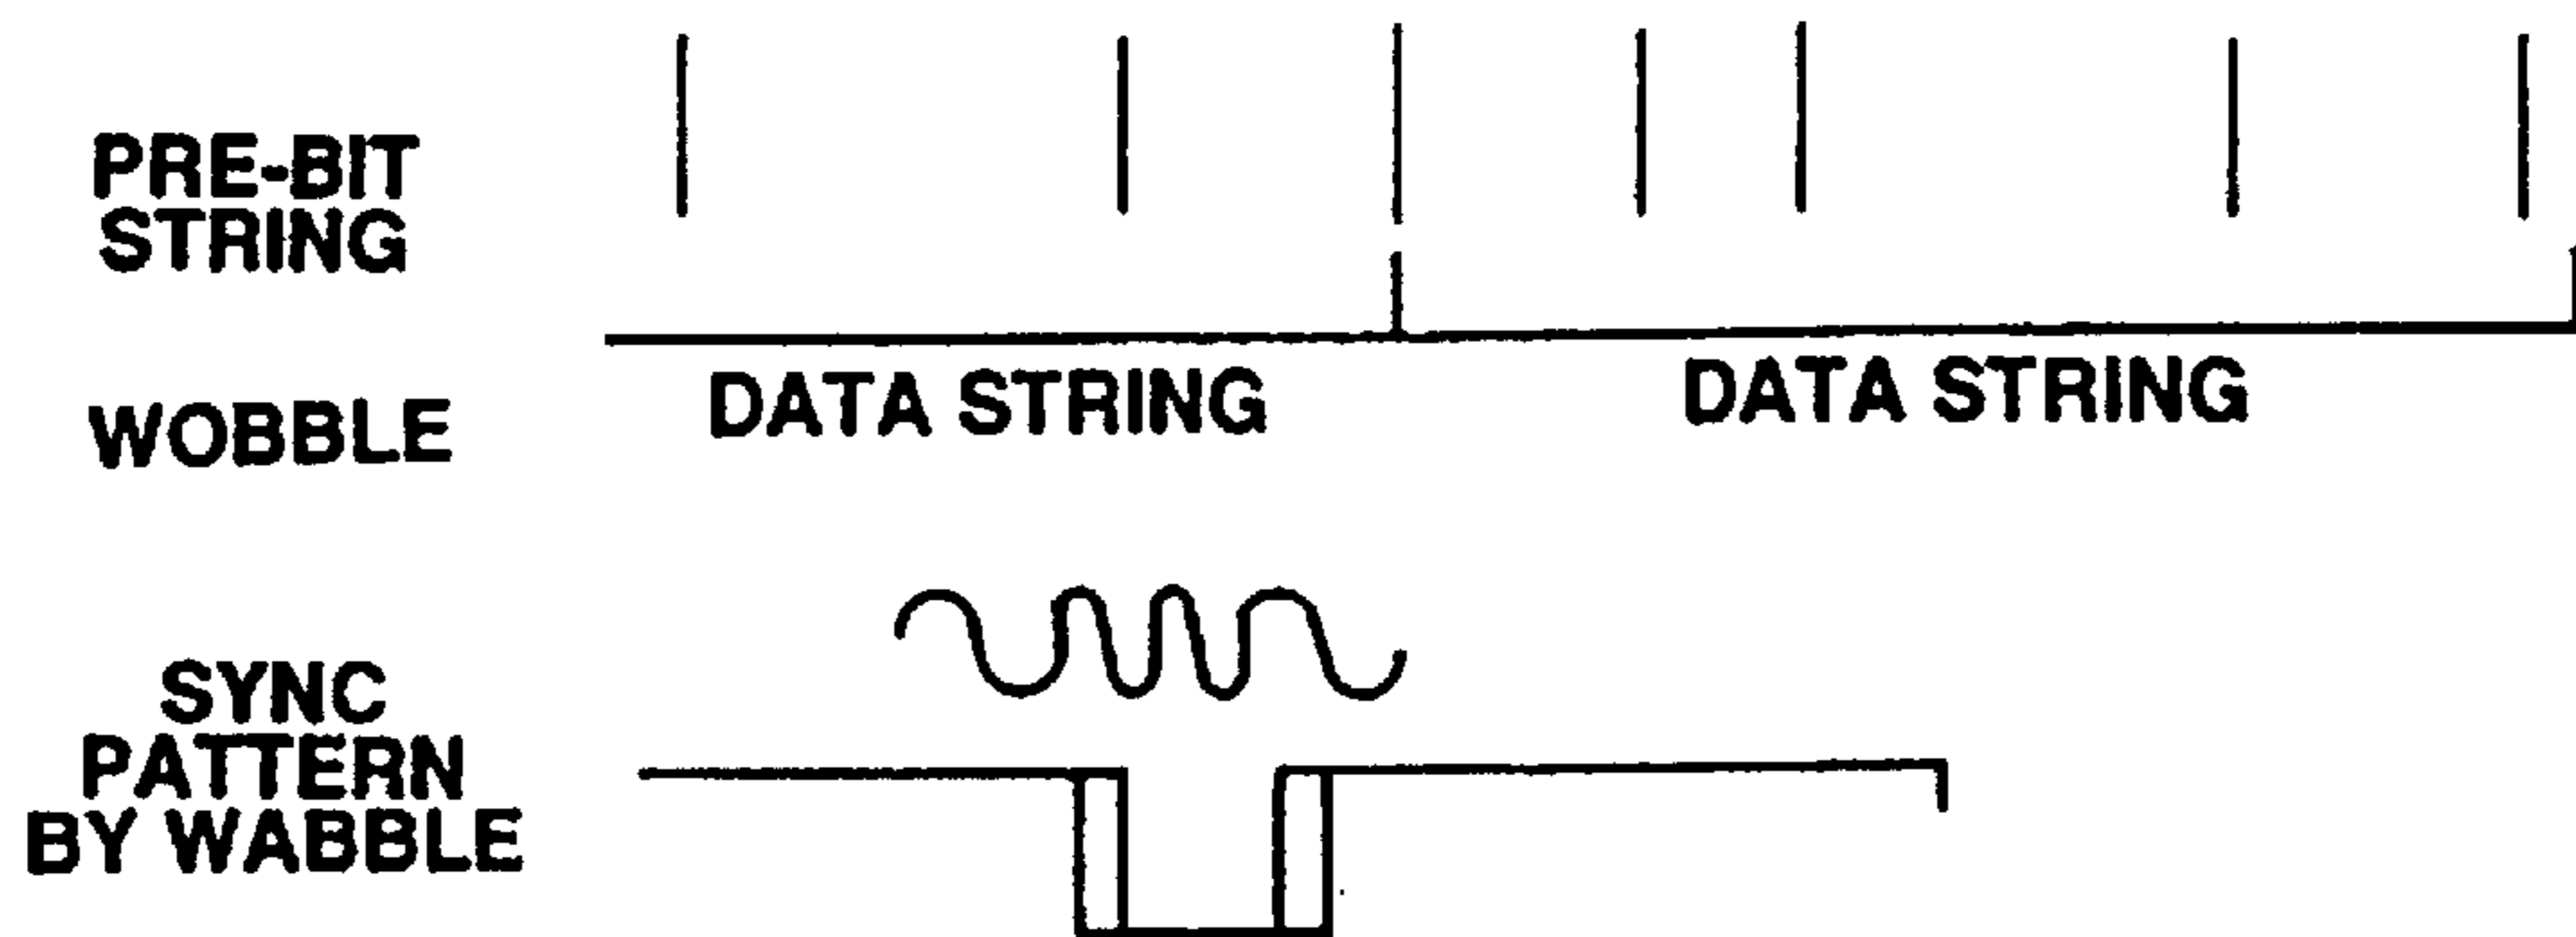 PRE-BIT
STRING
WOBBLE
DATA STRING
DATA STRING
SYNC
PATTERN
BY WABBLE